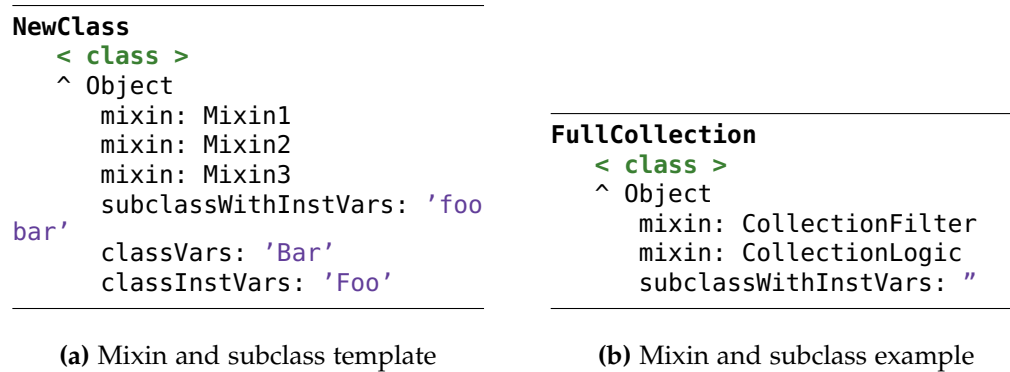 NewClass
< class >
^ Object
mixin: Mixin1
mixin: Mixin2
mixin: Mixin3
subclassWithInstVars: ’foo
bar’
classVars: ’Bar’
classInstVars: ’Foo’
(a) Mixin and subclass template
FullCollection
< class >
^ Object
mixin: CollectionFilter
mixin: CollectionLogic
subclassWithInstVars: ”
(b) Mixin and subclass example